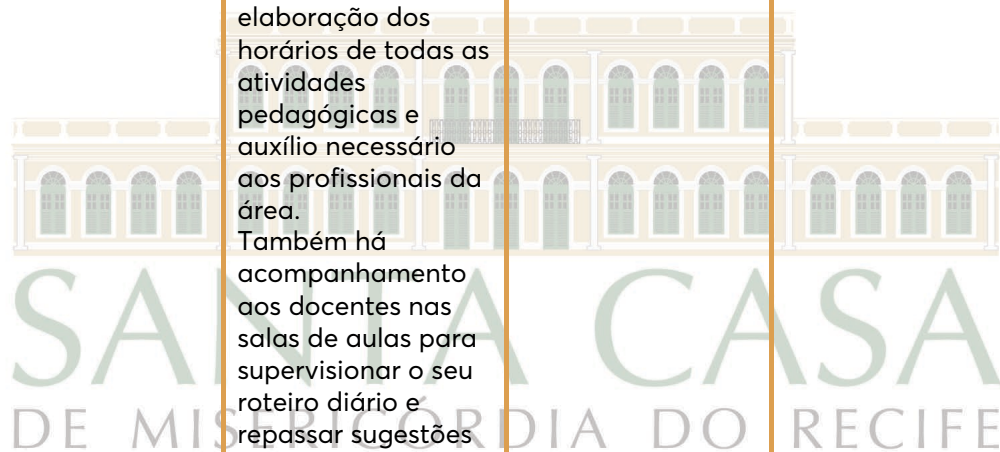 elaboração dos
horários de todas as
atividades
pedagógicas e
auxílio necessário
aos profissionais da
área.
Também há
acompanhamento
aos docentes nas
salas de aulas para
supervisionar o seu
roteiro diário e
repassar sugestões
SANTA CASA
DE MISERICÓRDIA DO RECIFE